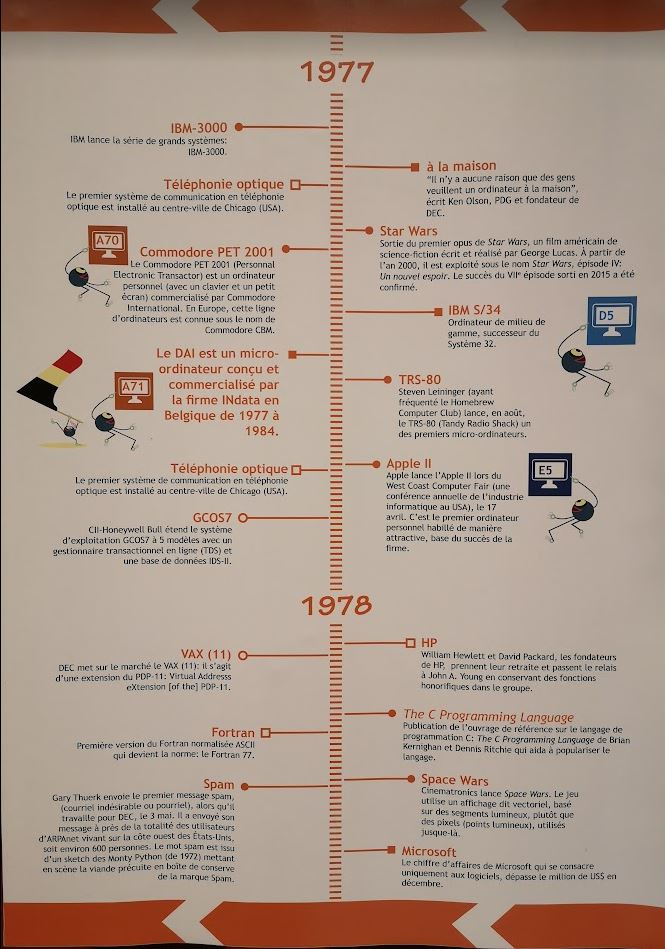 1977
IBM-3000
IBM lance la série de grands systèmes:
IBM-3000.
à la maison
"Il n'y a aucune raison que des gens
veuillent un ordinateur à la maison",
écrit Ken Olson, PDG et fondateur de
DEC.
Téléphonie optique
Le premier système de communication en téléphonie
optique est installé au centre-ville de Chicago (USA).
Star Wars
Sortie du premier opus de Star Wars, un film américain de
science-fiction écrit et réalisé par George Lucas. À partir de
l'an 2000, il est exploité sous le nom Star Wars, épisode IV:
Un nouvel espoir. Le succès du VIIe épisode sorti en 2015 a été
confirmé.
A70
Commodore PET 2001
Le Commodore PET 2001 (Personnal
Electronic Transactor) est un ordinateur
personnel (avec un clavier et un petit
écran) commercialisé par Commodore
International. En Europe, cette ligne
d'ordinateurs est connue sous le nom de
Commodore CBM.
IBM S/34
Ordinateur de milieu de
gamme, successeur du
Système 32.
D5
Le DAI est un micro-
ordinateur conçu et
commercialisé par
la firme INdata en
Belgique de 1977 à
1984.
A71
TRS-80
Steven Leininger (ayant
fréquenté le Homebrew
Computer Club) lance, en août,
le TRS-80 (Tandy Radio Shack) un
des premiers micro-ordinateurs.
Téléphonie optique
Le premier système de communication en téléphonie
optique est installé au centre-ville de Chicago (USA).
Apple II
Apple lance l'Apple II lors du
West Coast Computer Fair (une
conférence annuelle de l'industrie
informatique au USA), le 17
avril. C'est le premier ordinateur
personnel habillé de manière
attractive, base du succès de la
firme.
E5
GCOS7
CII-Honeywell Bull étend le système
d'exploitation GCOS7 à 5 modèles avec un
gestionnaire transactionnel en ligne (TDS) et
une base de données IDS-II.
1978
HP
William Hewlett et David Packard, les fondateurs
de HP, prennent leur retraite et passent le relais
à John A. Young en conservant des fonctions
honorifiques dans le groupe.
VAX (11)
DEC met sur le marché le VAX (11): il s'agit
d'une extension du PDP-11: Virtual Addresss
eXtension [of the] PDP-11.
The C Programming Language
Publication de l'ouvrage de référence sur le langage de
programmation C: The C Programming Language de Brian
Kernighan et Dennis Ritchie qui aida à populariser le
langage.
Fortran
Première version du Fortran normalisée ASCII
qui devient la norme: le Fortran 77.
Spam
Gary Thuerk envoie le premier message spam,
(courriel indésirable ou pourriel), alors qu'il
travaille pour DEC, le 3 mai. Il a envoyé son
message à près de la totalité des utilisateurs
d'ARPAnet vivant sur la côte ouest des États-Unis,
soit environ 600 personnes. Le mot spam est issu
d'un sketch des Monty Python (de 1972) mettant
en scène la viande précuite en boîte de conserve
de la marque Spam.
Space Wars
Cinematronics lance Space Wars. Le jeu
utilise un affichage dit vectoriel, basé
sur des segments lumineux, plutôt que
des pixels (points lumineux), utilisés
jusque-là.
Microsoft
Le chiffre d'affaires de Microsoft qui se consacre
uniquement aux logiciels, dépasse le million de US$ en
décembre.